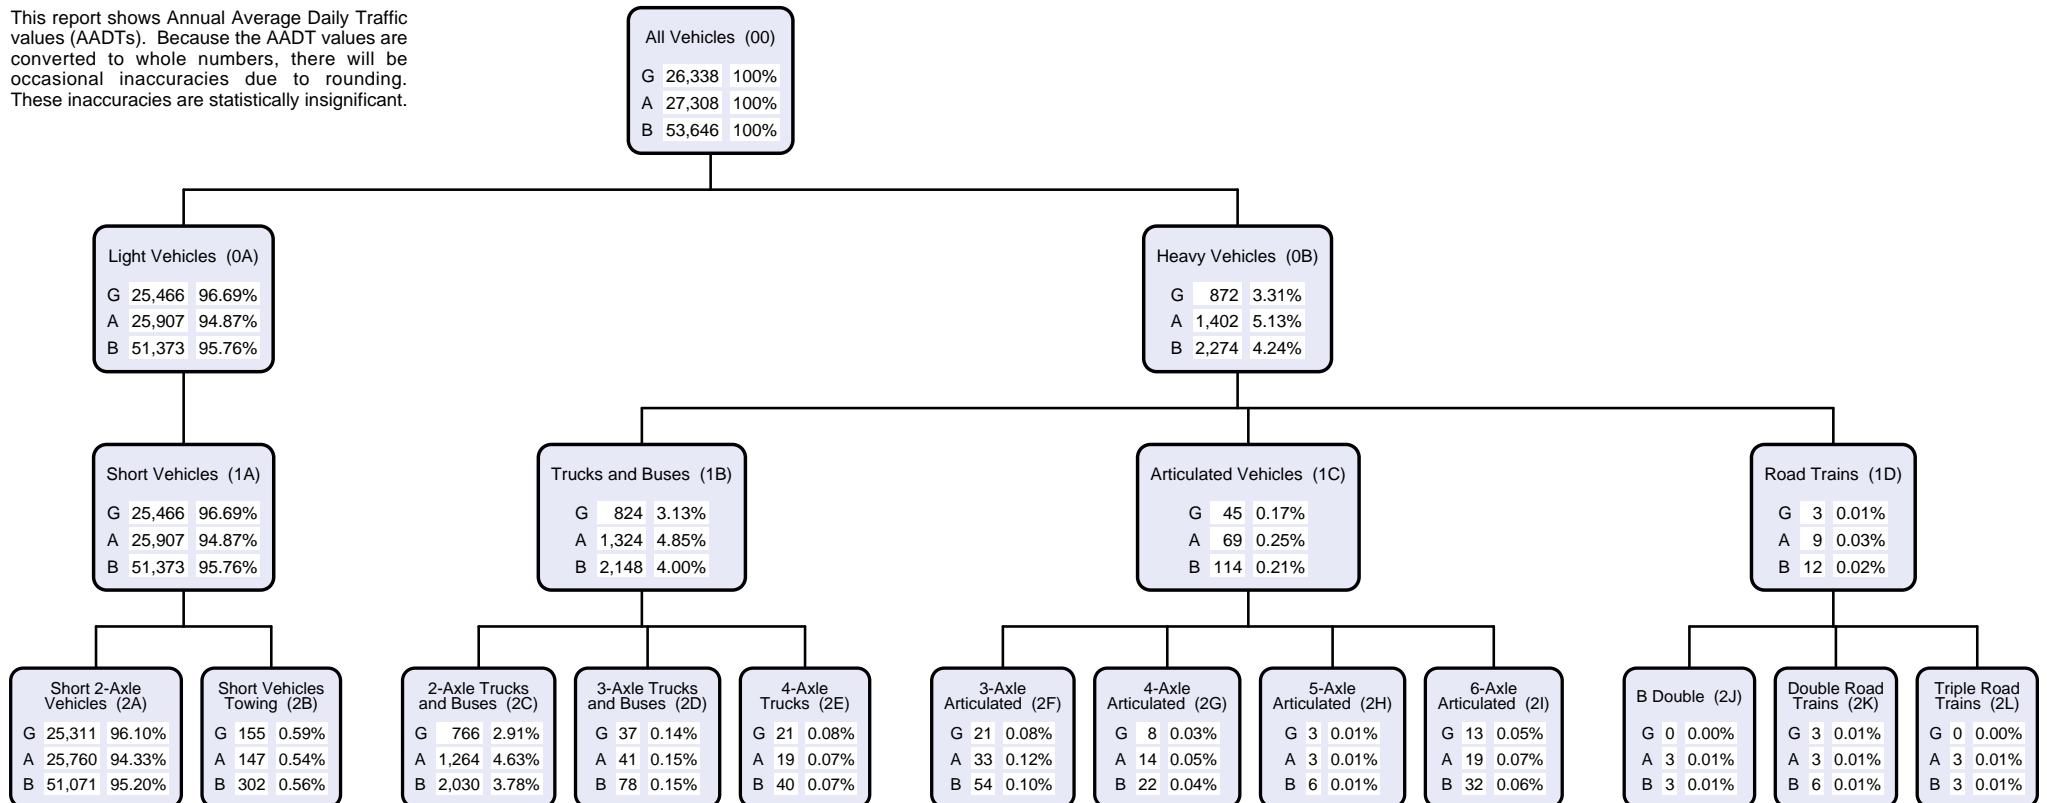 This report shows Annual Average Daily Traffic
values (AADTs). Because the AADT values are
converted to whole numbers, there will be
occasional inaccuracies due to rounding.
These inaccuracies are statistically insignificant.
All Vehicles (00)
G 26,338 100%
A 27,308 100%
B 53,646 100%
Light Vehicles (0A)
G 25,466 96.69%
A 25,907 94.87%
B 51,373 95.76%
Heavy Vehicles (0B)
G 872 3.31%
A 1,402 5.13%
B 2,274 4.24%
Short Vehicles (1A)
G 25,466 96.69%
A 25,907 94.87%
B 51,373 95.76%
Trucks and Buses (1B)
G 824 3.13%
A 1,324 4.85%
B 2,148 4.00%
Articulated Vehicles (1C)
G 45 0.17%
A 69 0.25%
B 114 0.21%
Road Trains (1D)
G 3 0.01%
A 9 0.03%
B 12 0.02%
Short 2-Axle
Vehicles (2A)
G 25,311 96.10%
A 25,760 94.33%
B 51,071 95.20%
Short Vehicles
Towing (2B)
G 155 0.59%
A 147 0.54%
B 302 0.56%
2-Axle Trucks
and Buses (2C)
G 766 2.91%
A 1,264 4.63%
B 2,030 3.78%
3-Axle Trucks
and Buses (2D)
G 37 0.14%
A 41 0.15%
B 78 0.15%
4-Axle
Trucks (2E)
G 21 0.08%
A 19 0.07%
B 40 0.07%
3-Axle
Articulated (2F)
G 21 0.08%
A 33 0.12%
B 54 0.10%
4-Axle
Articulated (2G)
G 8 0.03%
A 14 0.05%
B 22 0.04%
5-Axle
Articulated (2H)
G 3 0.01%
A 3 0.01%
B 6 0.01%
6-Axle
Articulated (2I)
G 13 0.05%
A 19 0.07%
B 32 0.06%
B Double (2J)
G 0 0.00%
A 3 0.01%
B 3 0.01%
Double Road
Trains (2K)
G 3 0.01%
A 3 0.01%
B 6 0.01%
Triple Road
Trains (2L)
G 0 0.00%
A 3 0.01%
B 3 0.01%